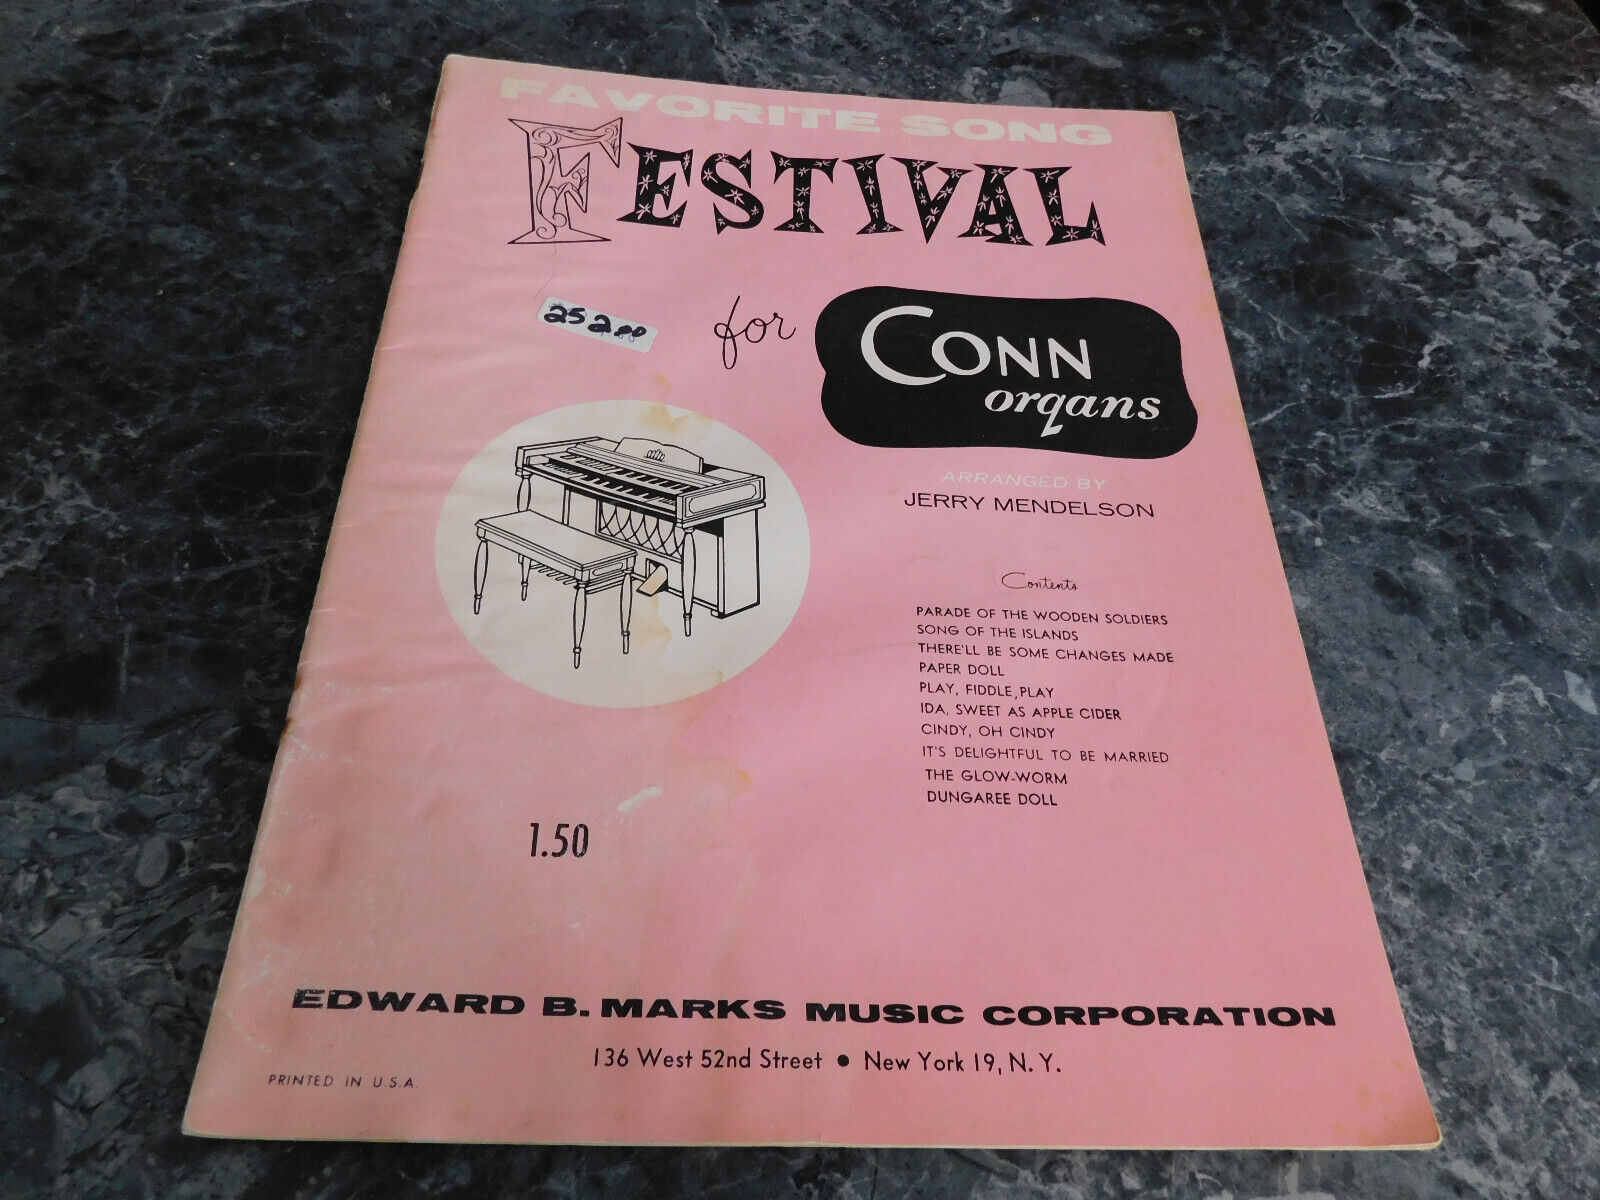 FAVORITE SONG
FESTIVAL
25 2.00
for
CONN
organs
ARRANGED BY
JERRY MENDELSON
Contents
PARADE OF THE WOODEN SOLDIERS
SONG OF THE ISLANDS
THERE'LL BE SOME CHANGES MADE
PAPER DOLL
PLAY, FIDDLE, PLAY
IDA, SWEET AS APPLE CIDER
CINDY, OH CINDY
IT'S DELIGHTFUL TO BE MARRIED
THE GLOW-WORM
DUNGAREE DOLL
1.50
EDWARD B. MARKS MUSIC CORPORATION
136 West 52nd Street • New York 19, N. Y.
PRINTED IN U.S.A.